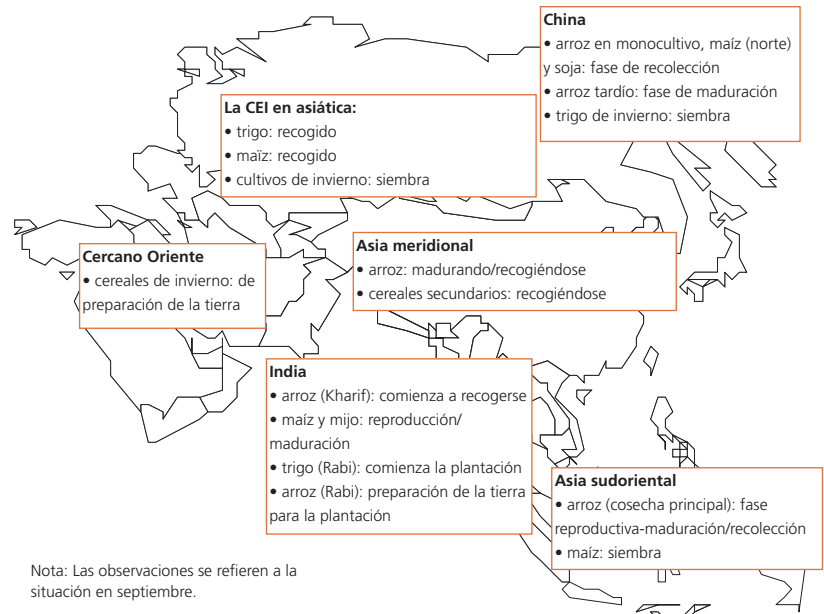 China
• arroz en monocultivo, maíz (norte)
y soja: fase de recolección
• arroz tardío: fase de maduración
• trigo de invierno: siembra
La CEI en asiática:
• trigo: recogido
• maïz: recogido
• cultivos de invierno: siembra
Cercano Oriente
• cereales de invierno: de
preparación de la tierra
Asia meridional
• arroz: madurando/recogiéndose
• cereales secundarios: recogiéndose
India
• arroz (Kharif): comienza a recogerse
• maíz y mijo: reproducción/
maduración
• trigo (Rabi): comienza la plantación
• arroz (Rabi): preparación de la tierra
para la plantación
Asia sudoriental
• arroz (cosecha principal): fase
reproductiva-maduración/recolección
• maíz: siembra
Nota: Las observaciones se refieren a la
situación en septiembre.